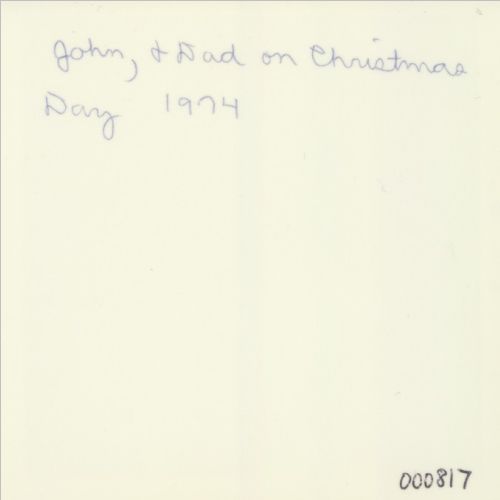 John, & Dad on Christmas
Day 1974
000817